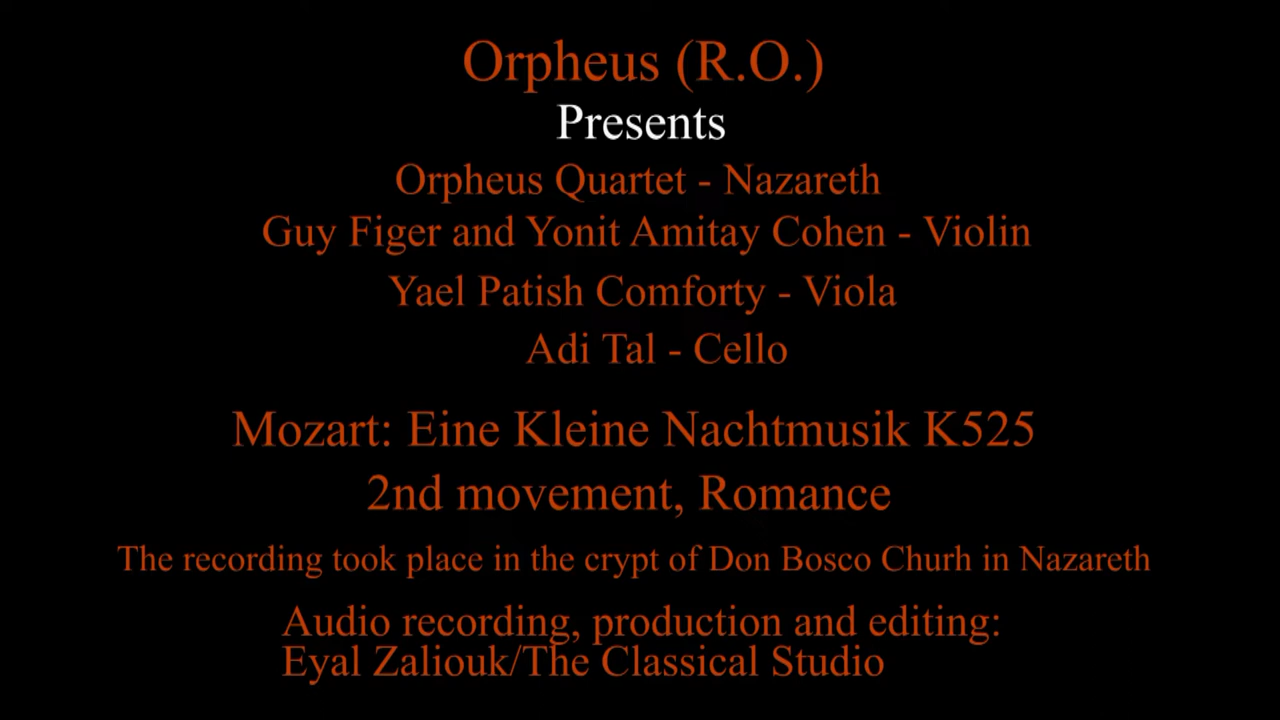 Orpheus (R.O.)
Presents
Orpheus Quartet - Nazareth
Guy Figer and Yonit Amitay Cohen - Violin
Yael Patish Comforty - Viola
Adi Tal - Cello
Mozart: Eine Kleine Nachtmusik K525
2nd movement, Romance
The recording took place in the crypt of Don Bosco Churh in Nazareth
Audio recording, production and editing:
Eyal Zaliouk/The Classical Studio